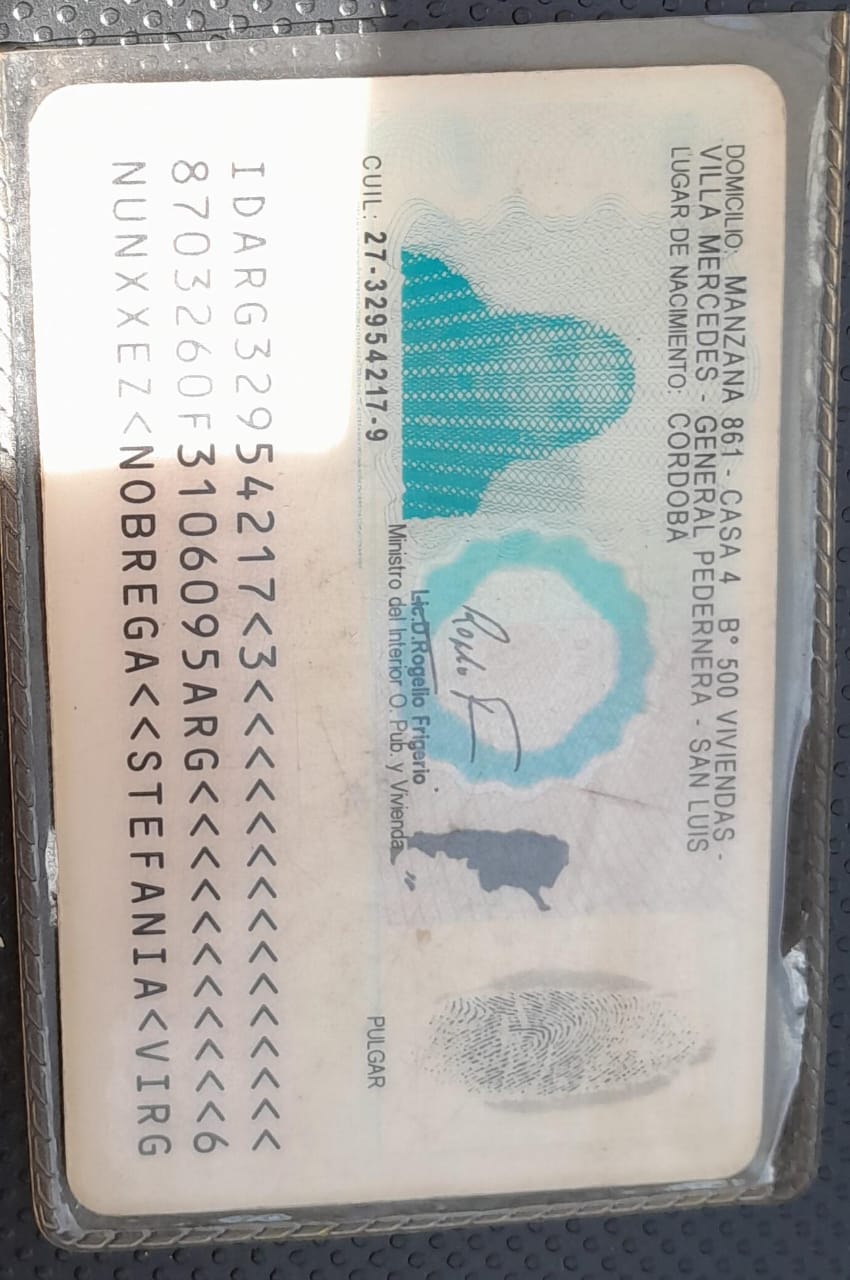 DOMICILIO: MANZANA 861 - CASA 4 B° 500 VIVIENDAS -
VILLA MERCEDES - GENERAL PEDERNERA - SAN LUIS
LUGAR DE NACIMIENTO: CORDOBA
Lic.D.Rogelio Frigerio
Ministro del Interior O. Pub. y Vivienda
CUIL: 27-32954217-9
PULGAR
IDARG32954217<3<<<<<<<<<<<<<<<
8703260F3106095ARG<<<<<<<<<<<6
NUNXXEZ<NOBREGA<<STEFANIA<VIRG